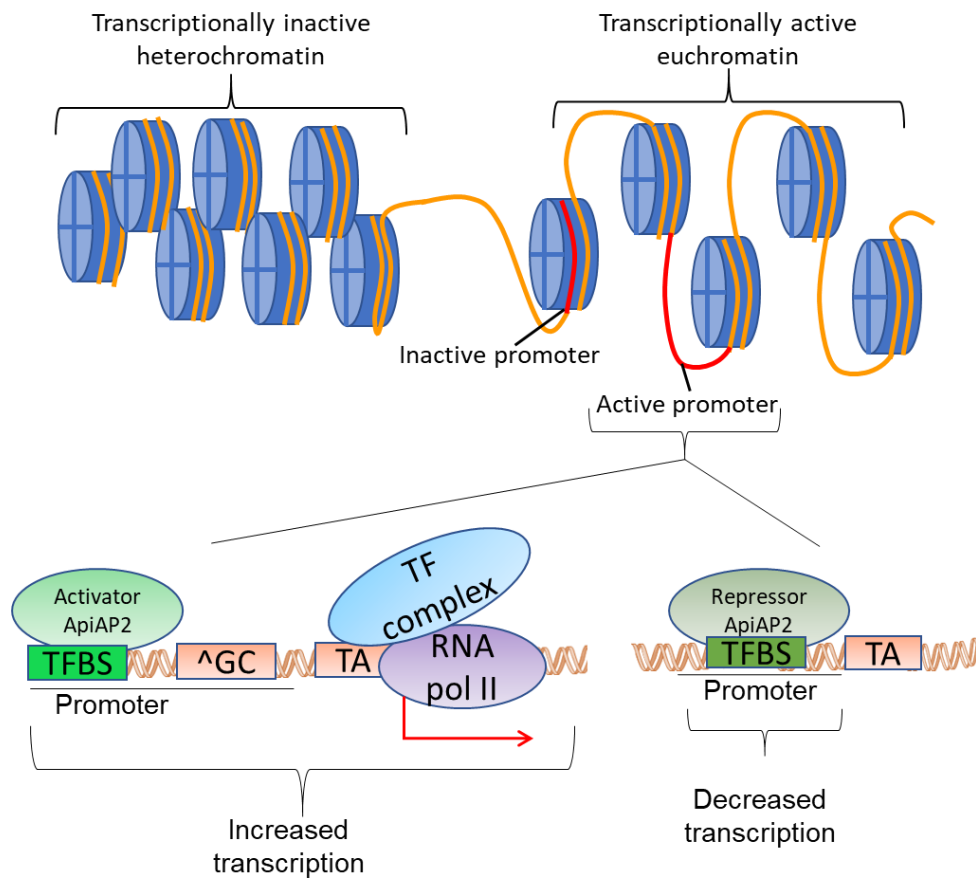 Transcriptionally inactive
heterochromatin
Transcriptionally active
euchromatin
Inactive promoter
Active promoter
Activator
ApiAP2
TFBS
^GC
TA
TF
complex
RNA
pol II
Promoter
Increased
transcription
Repressor
ApiAP2
TFBS
TA
Promoter
Decreased
transcription